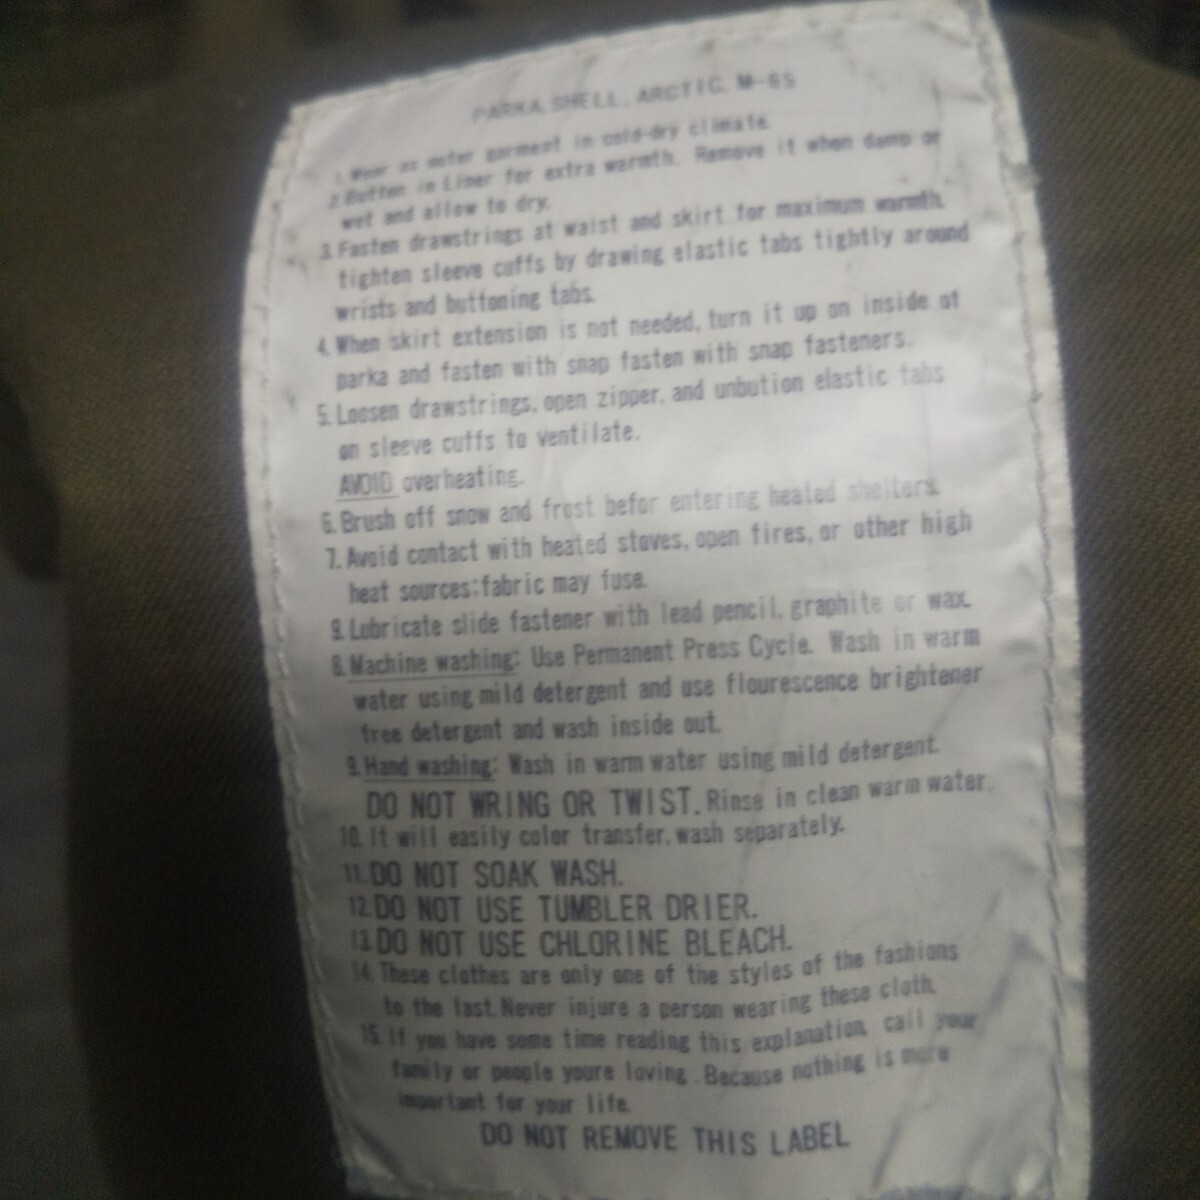 PARKA, SHELL, ARCTIC, M-65
1. Wear as outer garment in cold-dry climate.
2. Button in Liner for extra warmth. Remove it when damp or
wet and allow to dry.
3. Fasten drawstrings at waist and skirt for maximum warmth.
tighten sleeve cuffs by drawing elastic tabs tightly around
wrists and buttoning tabs.
4. When skirt extension is not needed, turn it up on inside of
parka and fasten with snap fasten with snap fasteners.
5. Loosen drawstrings, open zipper, and unbution elastic tabs
on sleeve cuffs to ventilate.
AVOID overheating.
6. Brush off snow and frost befor entering heated shelters.
7. Avoid contact with heated stoves, open fires, or other high
heat sources: fabric may fuse.
9. Lubricate slide fastener with lead pencil, graphite or wax.
8. Machine washing: Use Permanent Press Cycle. Wash in warm
water using mild detergent and use flourescence brightener
free detergent and wash inside out.
9. Hand washing: Wash in warm water using mild detergent.
DO NOT WRING OR TWIST. Rinse in clean warm water.
10. It will easily color transfer, wash separately.
11. DO NOT SOAK WASH.
12. DO NOT USE TUMBLER DRIER.
13. DO NOT USE CHLORINE BLEACH.
14. These clothes are only one of the styles of the fashions
to the last. Never injure a person wearing these cloth.
15. If you have some time reading this explanation, call your
family or people youre loving. Because nothing is more
important for your life.
DO NOT REMOVE THIS LABEL